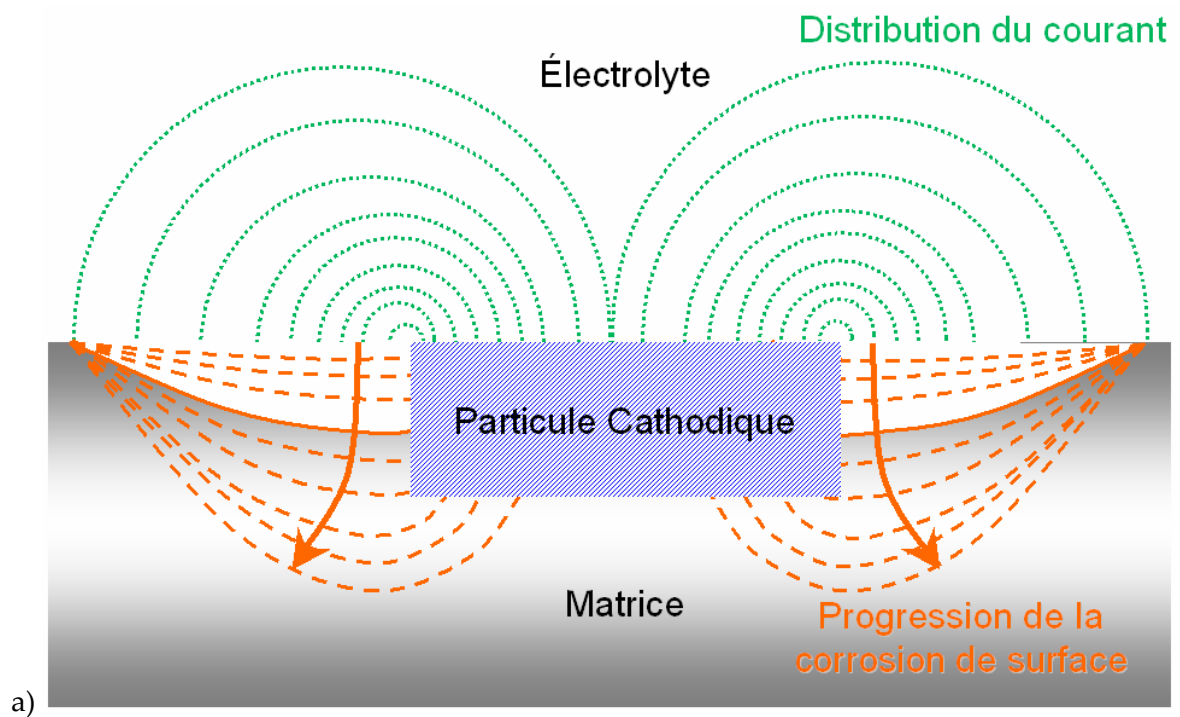 Distribution du courant
Électrolyte
Particule Cathodique
Matrice
Progression de la
corrosion de surface
a)